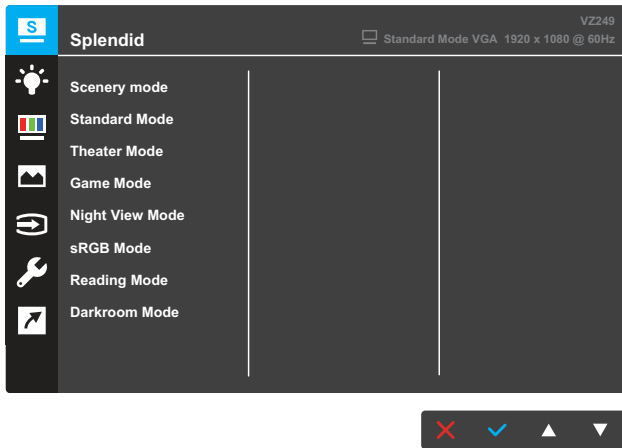 S
VZ249
Splendid
Standard Mode VGA 1920 x 1080 @ 60Hz
Scenery mode
Standard Mode
Theater Mode
Game Mode
Night View Mode
sRGB Mode
Reading Mode
Darkroom Mode